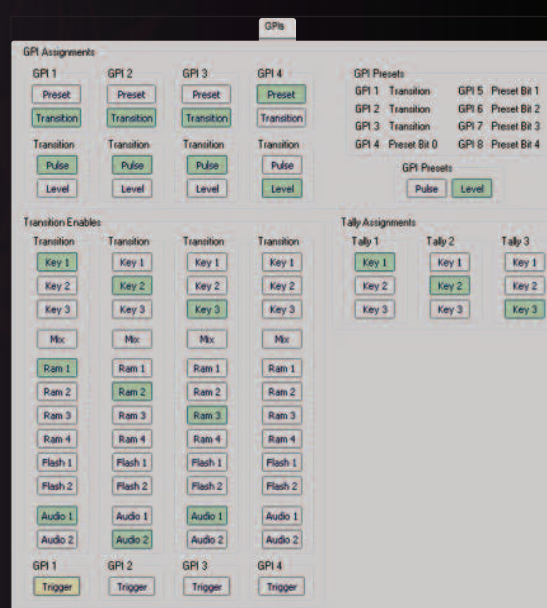 GPIs
GPI Assignments
GPI 1 GPI 2 GPI 3 GPI 4
Preset Preset Preset Preset
Transition Transition Transition Transition
Transition Transition Transition Transition
Pulse Pulse Pulse Pulse
Level Level Level Level
GPI Presets
GPI 1 Transition GPI 5 Preset Bit 1
GPI 2 Transition GPI 6 Preset Bit 2
GPI 3 Transition GPI 7 Preset Bit 3
GPI 4 Preset Bit 0 GPI 8 Preset Bit 4
GPI Presets
Pulse Level
Transition Enables
Transition Transition Transition Transition
Key 1 Key 1 Key 1 Key 1
Key 2 Key 2 Key 2 Key 2
Key 3 Key 3 Key 3 Key 3
Mix Mix Mix Mix
Ram 1 Ram 1 Ram 1 Ram 1
Ram 2 Ram 2 Ram 2 Ram 2
Ram 3 Ram 3 Ram 3 Ram 3
Ram 4 Ram 4 Ram 4 Ram 4
Flash 1 Flash 1 Flash 1 Flash 1
Flash 2 Flash 2 Flash 2 Flash 2
Audio 1 Audio 1 Audio 1 Audio 1
Audio 2 Audio 2 Audio 2 Audio 2
GPI 1 GPI 2 GPI 3 GPI 4
Trigger Trigger Trigger Trigger
Tally Assignments
Tally 1 Tally 2 Tally 3
Key 1 Key 1 Key 1
Key 2 Key 2 Key 2
Key 3 Key 3 Key 3